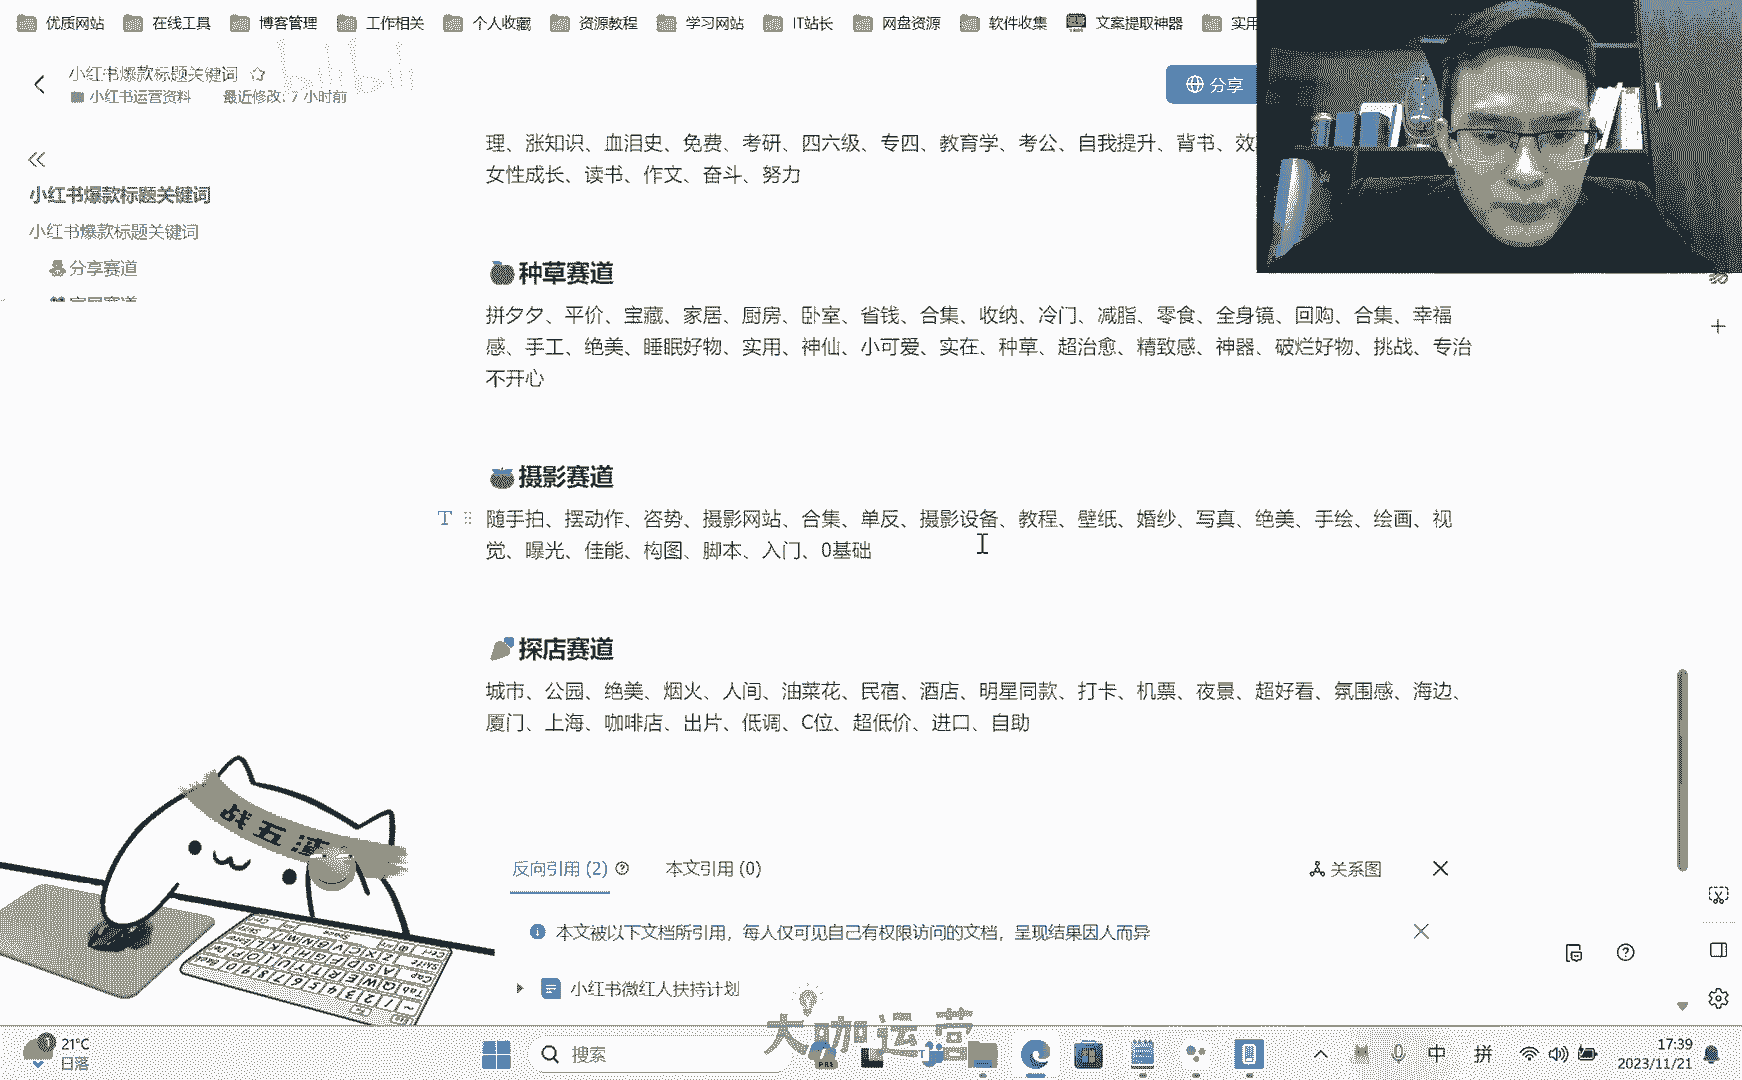 优质网站 在线工具 博客管理 工作相关 个人收藏 资源教程 学习网站 IT站长 网盘资源 软件收集 文案提取神器 实用
小红书爆款标题关键词
bilibili
小红书运营资料 最近修改: 7 小时前
分享
小红书爆款标题关键词
小红书爆款标题关键词
分享赛道
理、涨知识、血泪史、免费、考研、四六级、专四、教育学、考公、自我提升、背书、效
女性成长、读书、作文、奋斗、努力
种草赛道
拼夕夕、平价、宝藏、家居、厨房、卧室、省钱、合集、收纳、冷门、减脂、零食、全身镜、回购、合集、幸福
感、手工、绝美、睡眠好物、实用、神仙、小可爱、实在、种草、超治愈、精致感、神器、破烂好物、挑战、专治
不开心
摄影赛道
随手拍、摆动作、咨势、摄影网站、合集、单反、摄影设备、教程、壁纸、婚纱、写真、绝美、手绘、绘画、视
觉、曝光、佳能、构图、脚本、入门、0基础
探店赛道
城市、公园、绝美、烟火、人间、油菜花、民宿、酒店、明星同款、打卡、机票、夜景、超好看、氛围感、海边、
厦门、上海、咖啡店、出片、低调、C位、超低价、进口、自助
战五渣
反向引用 (2) 本文引用 (0) 关系图
本文被以下文档所引用，每人仅可见自己有权限访问的文档，呈现结果因人而异
小红书微红人扶持计划
大咖运营
21°C
日落
搜索
中 拼
17:39
2023/11/21